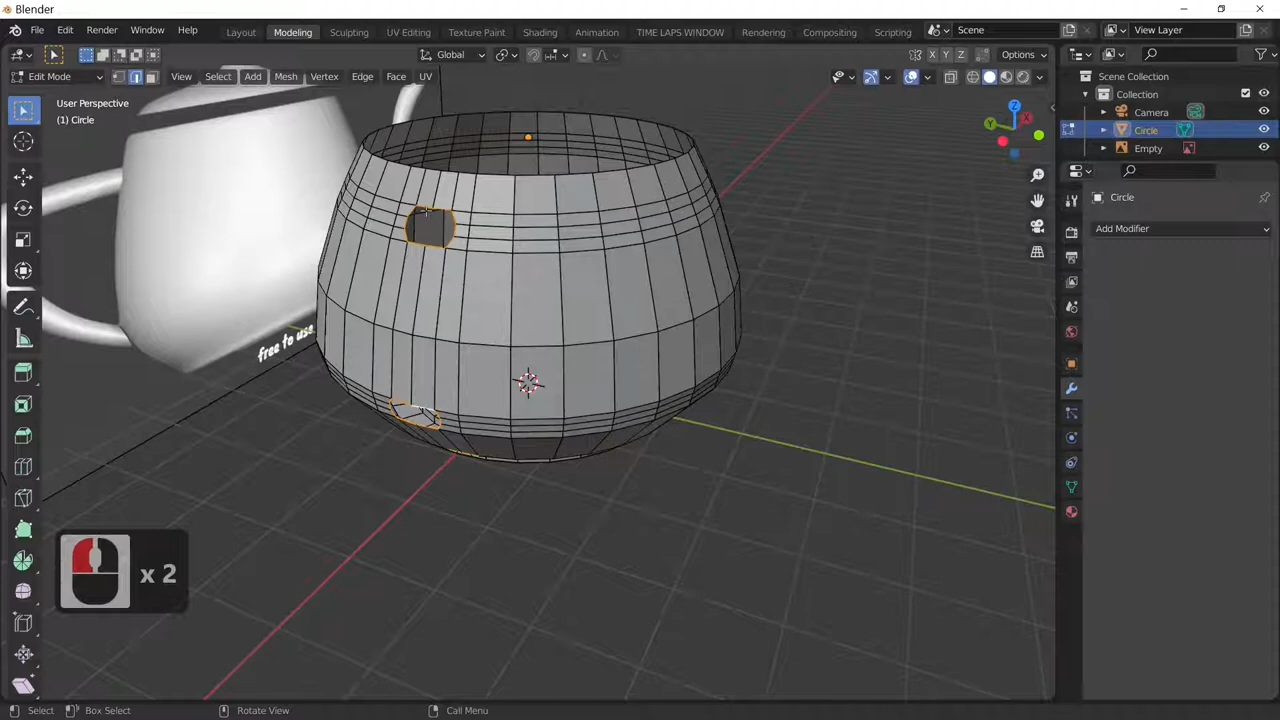 Blender
File Edit Render Window Help
Layout Modeling Sculpting UV Editing Texture Paint Shading Animation TIME LAPS WINDOW Rendering Compositing Scripting
Scene
View Layer
Global
X Y Z
Options
Edit Mode
View Select Add Mesh Vertex Edge Face UV
User Perspective
(1) Circle
Z
Y
X
free to use
x 2
Scene Collection
Collection
Camera
Circle
Empty
Circle
Add Modifier
Select Box Select Rotate View Call Menu